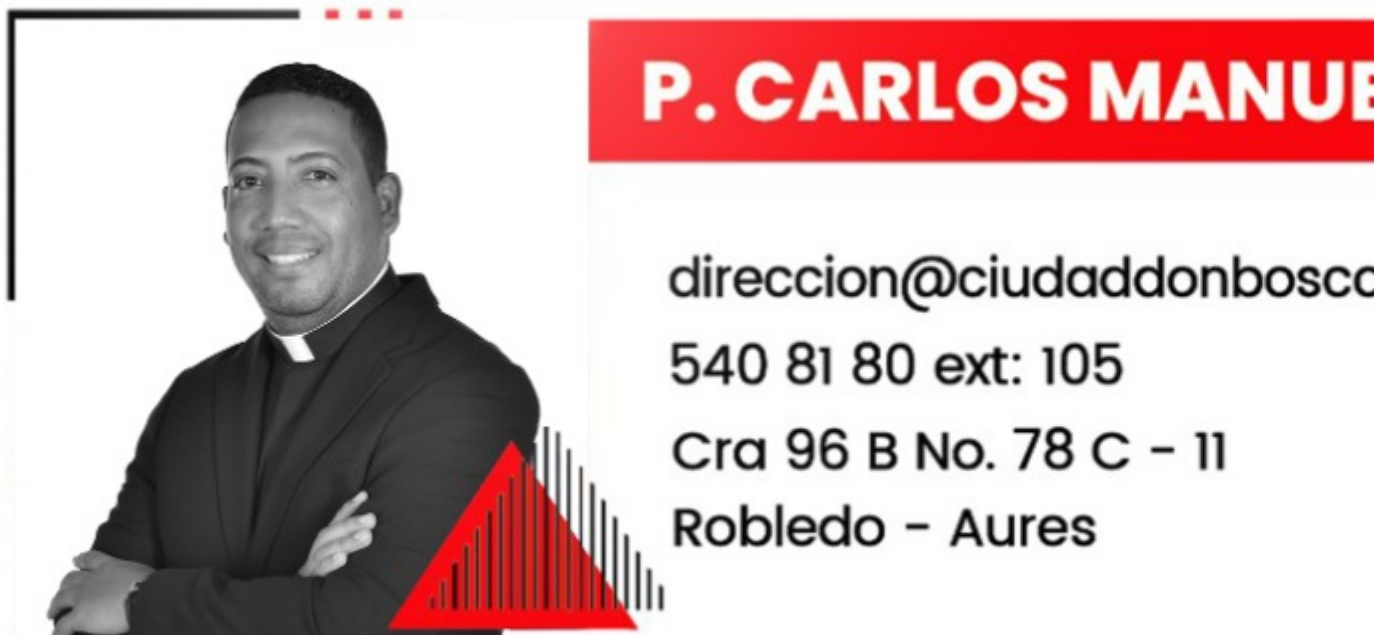 P. CARLOS MANUE
direccion@ciudaddonbosco
540 81 80 ext: 105
Cra 96 B No. 78 C - 11
Robledo - Aures